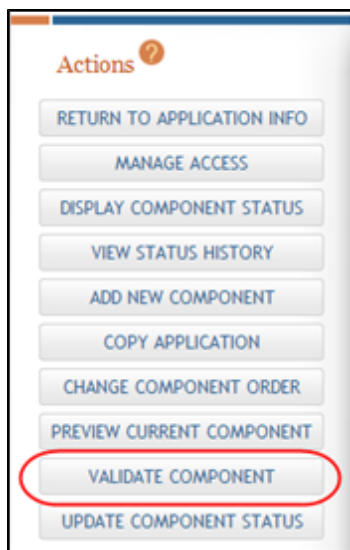 Actions ?
RETURN TO APPLICATION INFO
MANAGE ACCESS
DISPLAY COMPONENT STATUS
VIEW STATUS HISTORY
ADD NEW COMPONENT
COPY APPLICATION
CHANGE COMPONENT ORDER
PREVIEW CURRENT COMPONENT
VALIDATE COMPONENT
UPDATE COMPONENT STATUS